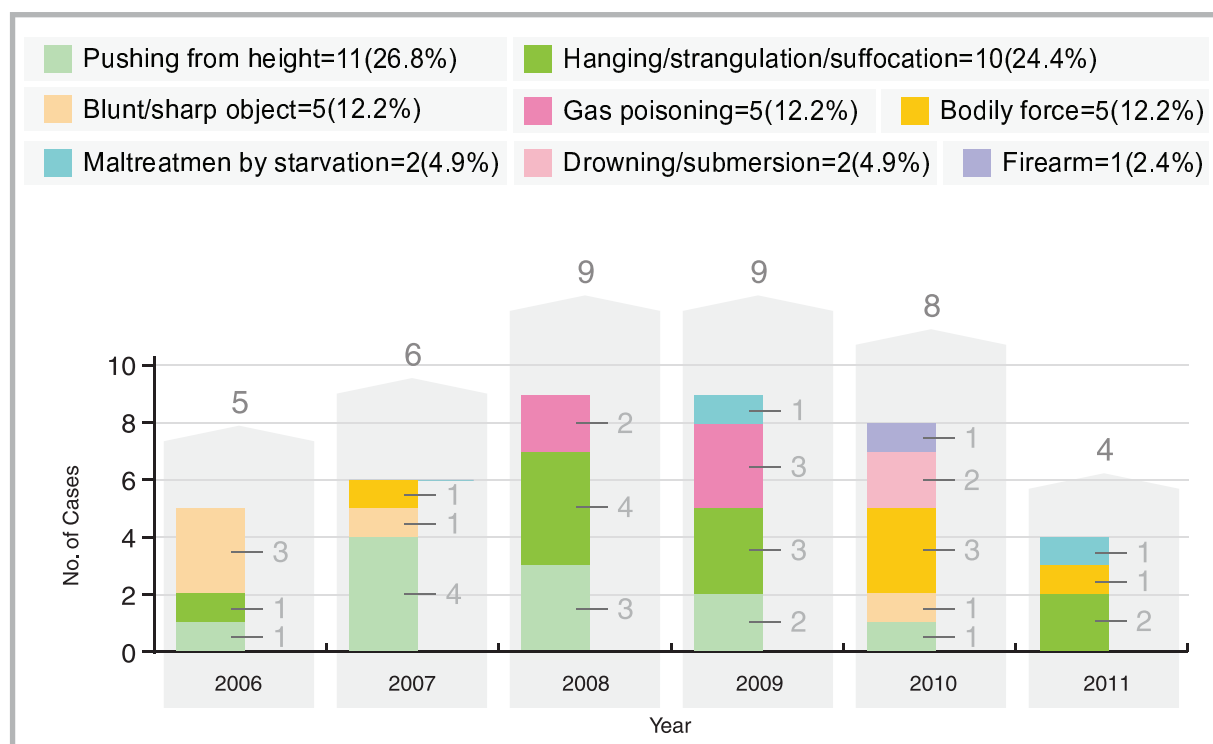 Pushing from height=11(26.8%) Hanging/strangulation/suffocation=10(24.4%)
Blunt/sharp object=5(12.2%) Gas poisoning=5(12.2%) Bodily force=5(12.2%)
Maltreatmen by starvation=2(4.9%) Drowning/submersion=2(4.9%) Firearm=1(2.4%)
9 9
8
6
10
5
8 1 1
2
3 2
4
6 1
1
4 3 4 3 3 1
1
2 4 3 1 2
1 2
0 1 1
2006 2007 2008 2009 2010 2011
No. of Cases
Year